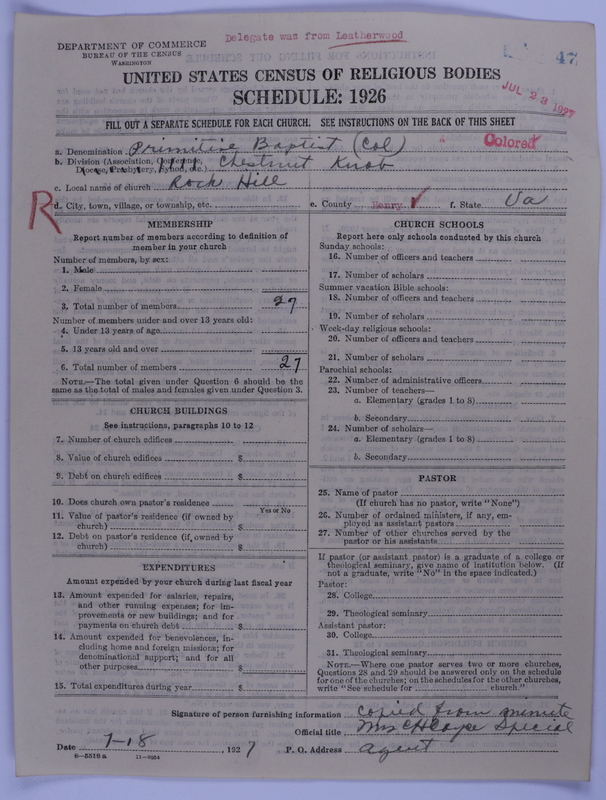 Delegate was from Leatherwood
DEPARTMENT OF COMMERCE
BUREAU OF THE CENSUS
WASHINGTON
47
UNITED STATES CENSUS OF RELIGIOUS BODIES
SCHEDULE: 1926
JUL 23 1927
FILL OUT A SEPARATE SCHEDULE FOR EACH CHURCH. SEE INSTRUCTIONS ON THE BACK OF THIS SHEET
a. Denomination Primitive Baptist (Col) " Colored
b. Division (Association, Conference, Chestnut Knob
Diocese, Presbytery, Synod, etc.)
c. Local name of church Rock Hill
R
d. City, town, village, or township, etc. e. County Henry f. State Va
MEMBERSHIP
Report number of members according to definition of
member in your church
Number of members, by sex:
1. Male
2. Female
3. Total number of members 27
Number of members under and over 13 years old:
4. Under 13 years of age
5. 13 years old and over
6. Total number of members 27
NOTE.—The total given under Question 6 should be the
same as the total of males and females given under Question 3.
CHURCH BUILDINGS
See instructions, paragraphs 10 to 12
7. Number of church edifices
8. Value of church edifices $
9. Debt on church edifices $
10. Does church own pastor's residence
Yes or No
11. Value of pastor's residence (if owned by
church) $
12. Debt on pastor's residence (if owned by
church) $
EXPENDITURES
Amount expended by your church during last fiscal year
13. Amount expended for salaries, repairs,
and other running expenses; for im-
provements or new buildings; and for
payments on church debt $
14. Amount expended for benevolences, in-
cluding home and foreign missions; for
denominational support; and for all
other purposes $
15. Total expenditures during year $
CHURCH SCHOOLS
Report here only schools conducted by this church
Sunday schools:
16. Number of officers and teachers
17. Number of scholars
Summer vacation Bible schools:
18. Number of officers and teachers
19. Number of scholars
Week-day religious schools:
20. Number of officers and teachers
21. Number of scholars
Parochial schools:
22. Number of administrative officers
23. Number of teachers—
a. Elementary (grades 1 to 8)
b. Secondary
24. Number of scholars—
a. Elementary (grades 1 to 8)
b. Secondary
PASTOR
25. Name of pastor
(If church has no pastor, write "None")
26. Number of ordained ministers, if any, em-
ployed as assistant pastors
27. Number of other churches served by the
pastor or his assistants
If pastor (or assistant pastor) is a graduate of a college or
theological seminary, give name of institution below. (If
not a graduate, write "No" in the space indicated.)
Pastor:
28. College
29. Theological seminary
Assistant pastor:
30. College
31. Theological seminary
NOTE.—Where one pastor serves two or more churches,
Questions 28 and 29 should be answered only on the schedule
for one of the churches; on the schedules for the other churches,
write "See schedule for church."
Signature of person furnishing information copied from minute
Official title Mrs C H Cape Special
Date 7-18, 1927 P. O. Address agent
8—5518 a 11—9034